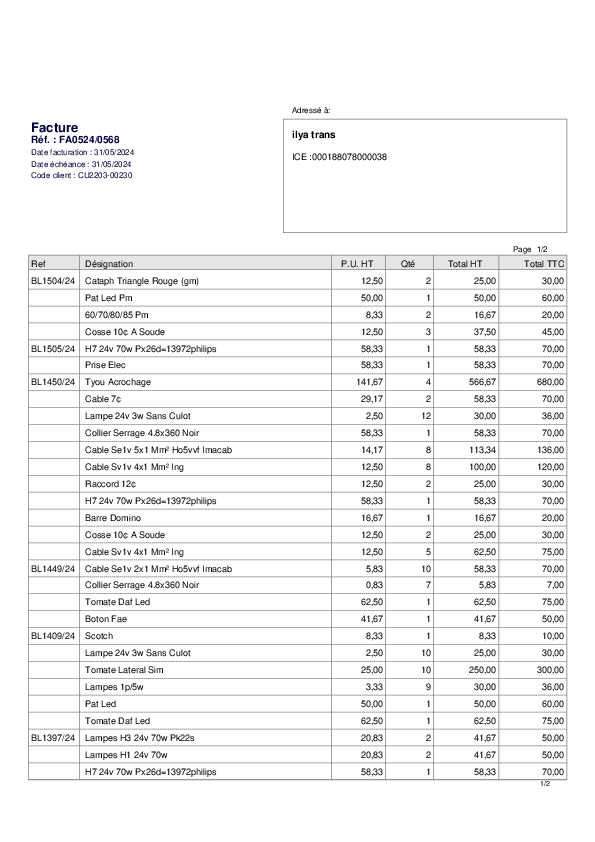 Adressé à:
Facture
Réf. : FA0524/0568
Date facturation : 31/05/2024
Date échéance : 31/05/2024
Code client : CU2203-00230
ilya trans
ICE :000188078000038
Page 1/2
Ref Désignation P.U. HT Qté Total HT Total TTC
BL1504/24 Cataph Triangle Rouge (gm) 12,50 2 25,00 30,00
Pat Led Pm 50,00 1 50,00 60,00
60/70/80/85 Pm 8,33 2 16,67 20,00
Cosse 10¢ A Soude 12,50 3 37,50 45,00
BL1505/24 H7 24v 70w Px26d=13972philips 58,33 1 58,33 70,00
Prise Elec 58,33 1 58,33 70,00
BL1450/24 Tyou Acrochage 141,67 4 566,67 680,00
Cable 7¢ 29,17 2 58,33 70,00
Lampe 24v 3w Sans Culot 2,50 12 30,00 36,00
Collier Serrage 4.8x360 Noir 58,33 1 58,33 70,00
Cable Se1v 5x1 Mm² Ho5vvf Imacab 14,17 8 113,34 136,00
Cable Sv1v 4x1 Mm² Ing 12,50 8 100,00 120,00
Raccord 12¢ 12,50 2 25,00 30,00
H7 24v 70w Px26d=13972philips 58,33 1 58,33 70,00
Barre Domino 16,67 1 16,67 20,00
Cosse 10¢ A Soude 12,50 2 25,00 30,00
Cable Sv1v 4x1 Mm² Ing 12,50 5 62,50 75,00
BL1449/24 Cable Se1v 2x1 Mm² Ho5vvf Imacab 5,83 10 58,33 70,00
Collier Serrage 4.8x360 Noir 0,83 7 5,83 7,00
Tomate Daf Led 62,50 1 62,50 75,00
Boton Fae 41,67 1 41,67 50,00
BL1409/24 Scotch 8,33 1 8,33 10,00
Lampe 24v 3w Sans Culot 2,50 10 25,00 30,00
Tomate Lateral Sim 25,00 10 250,00 300,00
Lampes 1p/5w 3,33 9 30,00 36,00
Pat Led 50,00 1 50,00 60,00
Tomate Daf Led 62,50 1 62,50 75,00
BL1397/24 Lampes H3 24v 70w Pk22s 20,83 2 41,67 50,00
Lampes H1 24v 70w 20,83 2 41,67 50,00
H7 24v 70w Px26d=13972philips 58,33 1 58,33 70,00
1/2